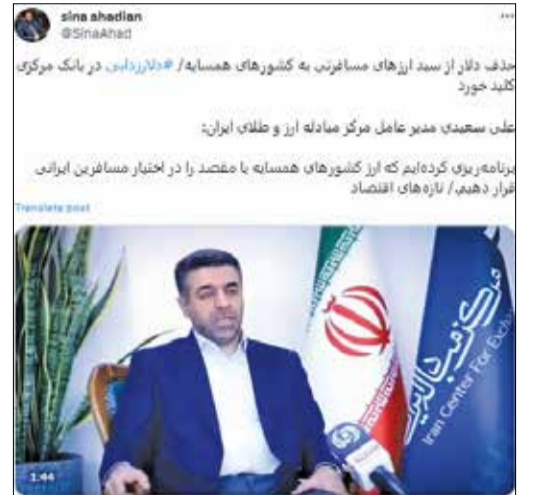 sina ahadian
@SinaAhad
حذف دلار از سبد ارزهای مسافرتی به کشورهای همسایه/ #دلارزدایی در بانک مرکزی
کلید خورد
علی سعیدی مدیر عامل مرکز مبادله ارز و طلای ایران:
برنامه‌ریزی کرده‌ایم که ارز کشورهای همسایه یا مقصد را در اختیار مسافرین ایرانی
قرار دهیم./ تازه‌های اقتصاد
Translate post
Iran Center For Exch
1:44